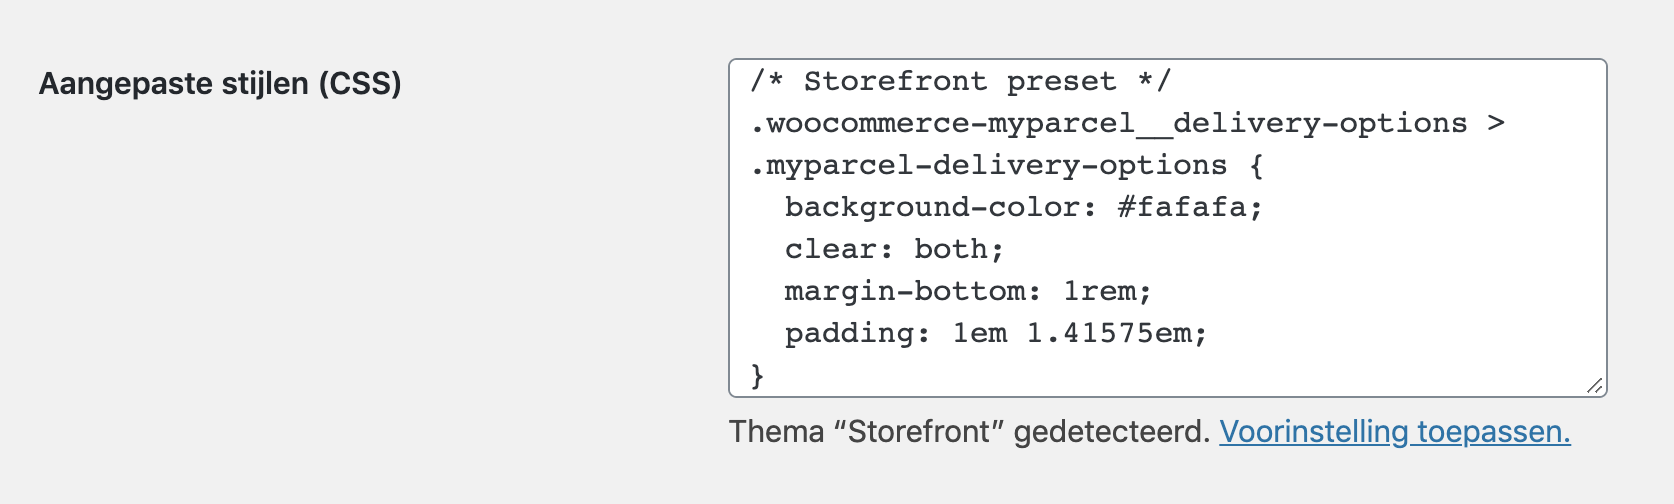 Aangepaste stijlen (CSS)
/* Storefront preset */
.woocommerce-myparcel__delivery-options >
.myparcel-delivery-options {
  background-color: #fafafa;
  clear: both;
  margin-bottom: 1rem;
  padding: 1em 1.41575em;
}
Thema “Storefront” gedetecteerd. Voorinstelling toepassen.